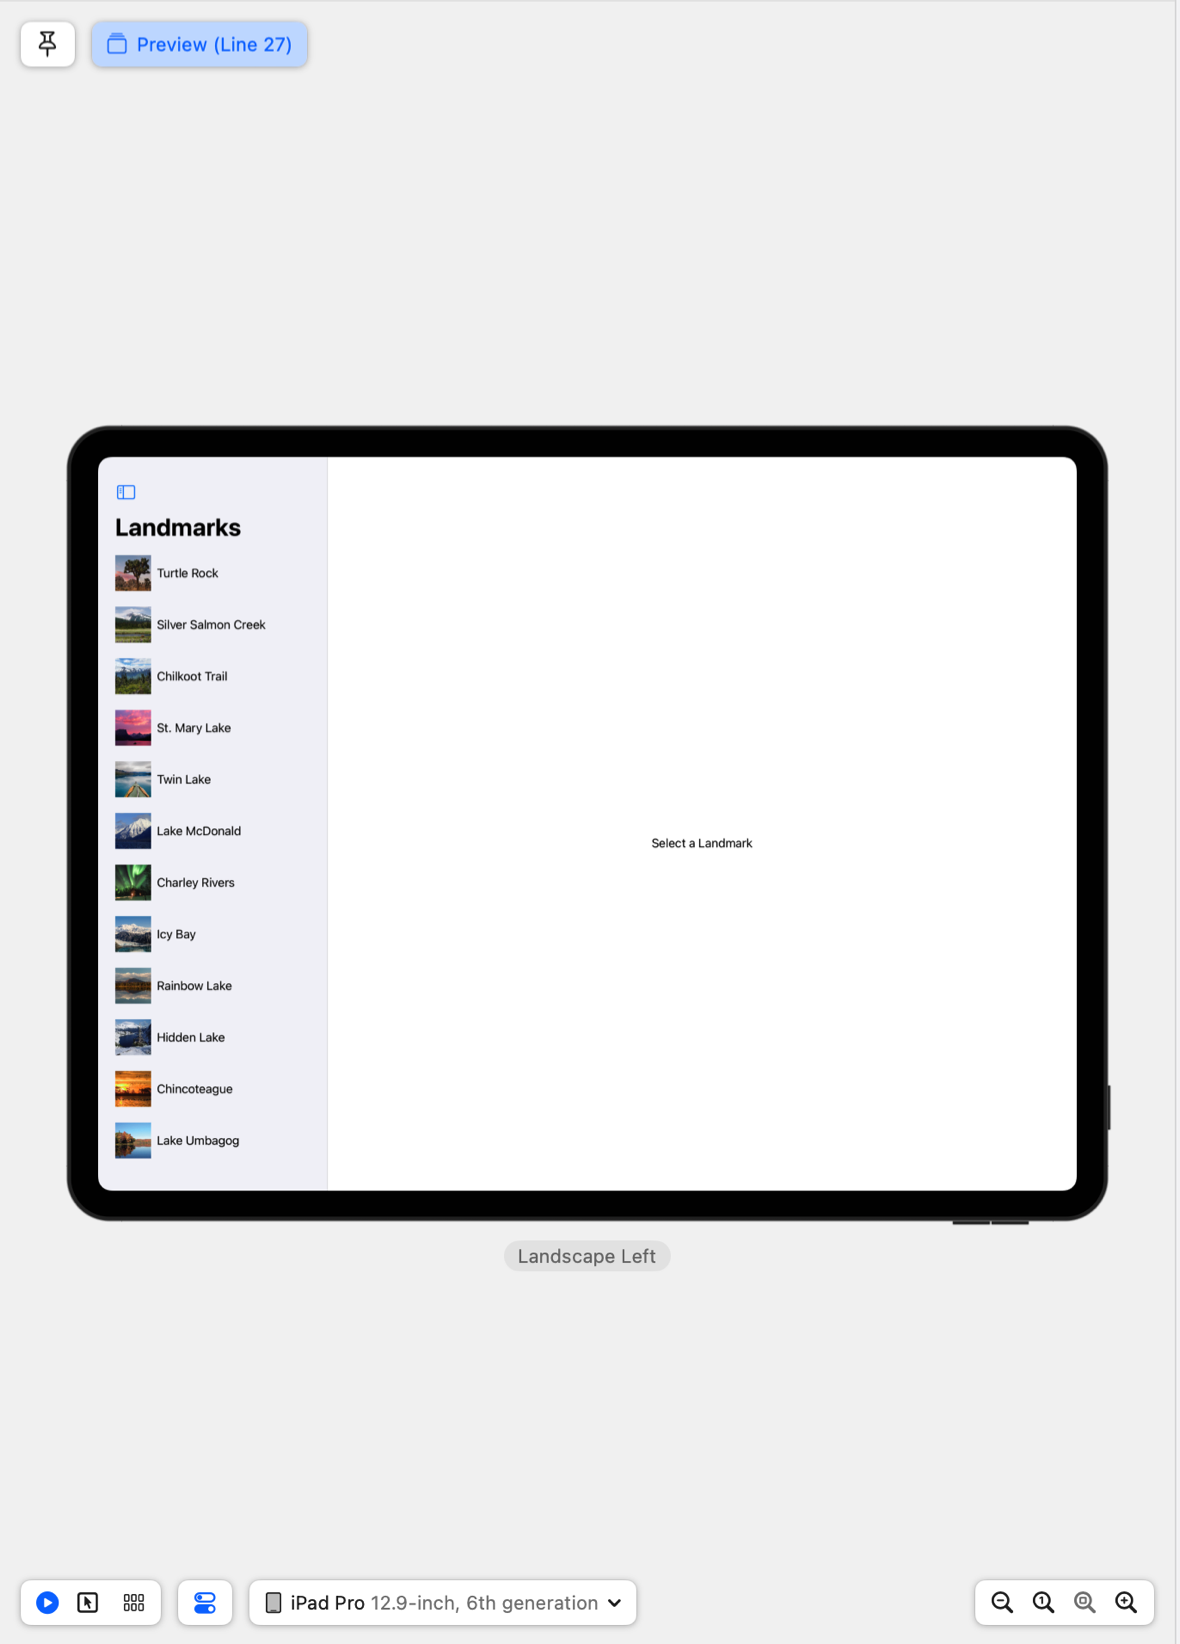 Preview (Line 27)
Landmarks
Turtle Rock
Silver Salmon Creek
Chilkoot Trail
St. Mary Lake
Twin Lake
Lake McDonald
Charley Rivers
Icy Bay
Rainbow Lake
Hidden Lake
Chincoteague
Lake Umbagog
Select a Landmark
Landscape Left
iPad Pro 12.9-inch, 6th generation